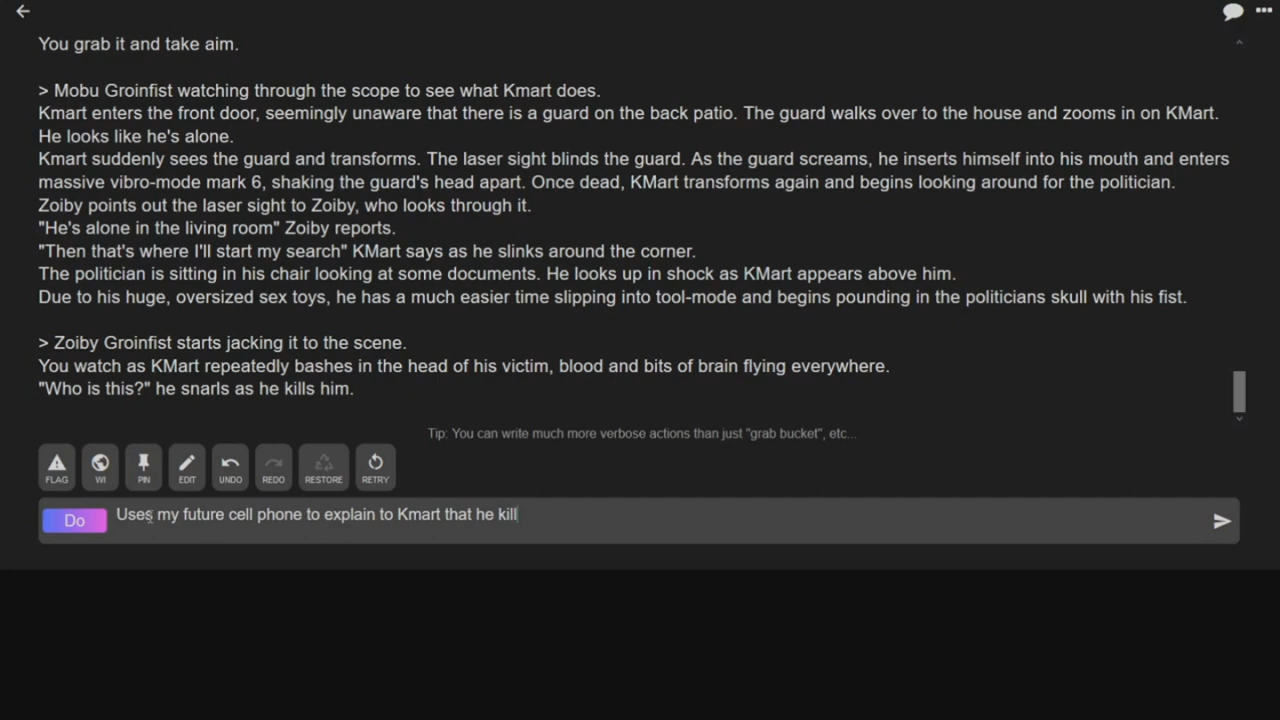 You grab it and take aim.
> Mobu Groinfist watching through the scope to see what Kmart does.
Kmart enters the front door, seemingly unaware that there is a guard on the back patio. The guard walks over to the house and zooms in on KMart.
He looks like he's alone.
Kmart suddenly sees the guard and transforms. The laser sight blinds the guard. As the guard screams, he inserts himself into his mouth and enters
massive vibro-mode mark 6, shaking the guard's head apart. Once dead, KMart transforms again and begins looking around for the politician.
Zoiby points out the laser sight to Zoiby, who looks through it.
"He's alone in the living room" Zoiby reports.
"Then that's where I'll start my search" KMart says as he slinks around the corner.
The politician is sitting in his chair looking at some documents. He looks up in shock as KMart appears above him.
Due to his huge, oversized sex toys, he has a much easier time slipping into tool-mode and begins pounding in the politicians skull with his fist.
> Zoiby Groinfist starts jacking it to the scene.
You watch as KMart repeatedly bashes in the head of his victim, blood and bits of brain flying everywhere.
"Who is this?" he snarls as he kills him.
Tip: You can write much more verbose actions than just "grab bucket", etc...
FLAG WI PIN EDIT UNDO REDO RESTORE RETRY
Do Uses my future cell phone to explain to Kmart that he kill